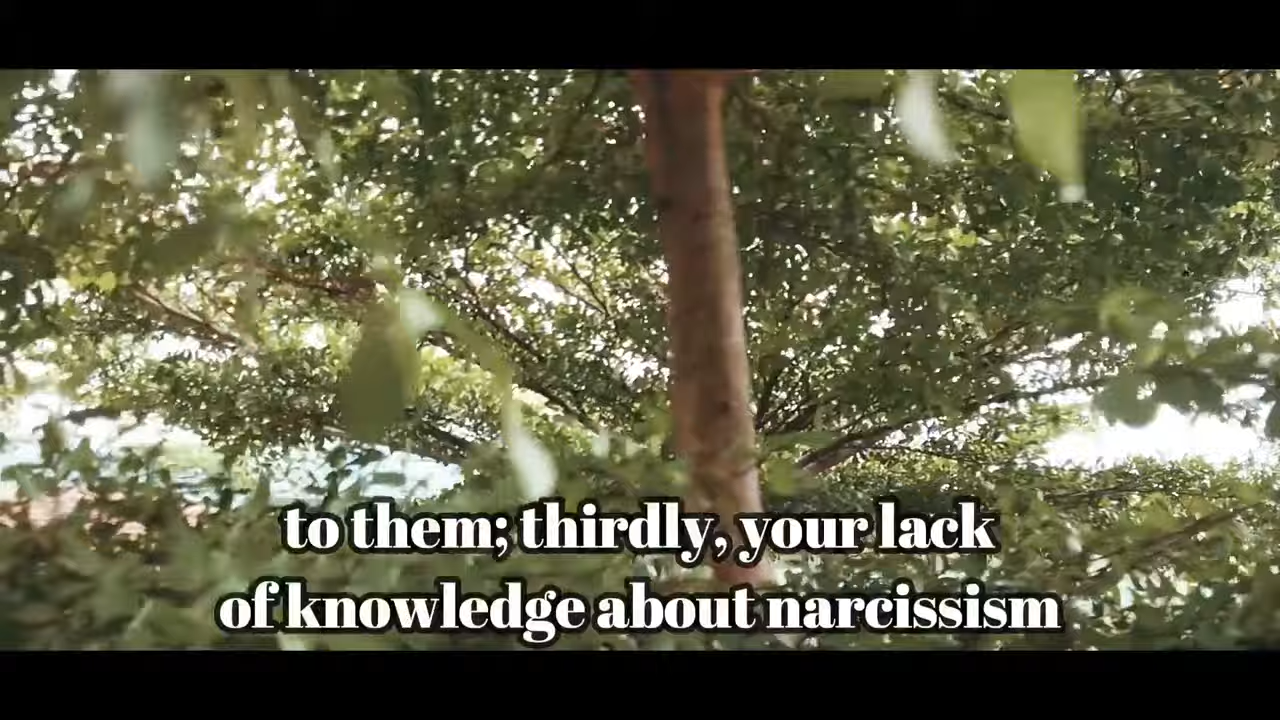 to them; thirdly, your lack
of knowledge about narcissism